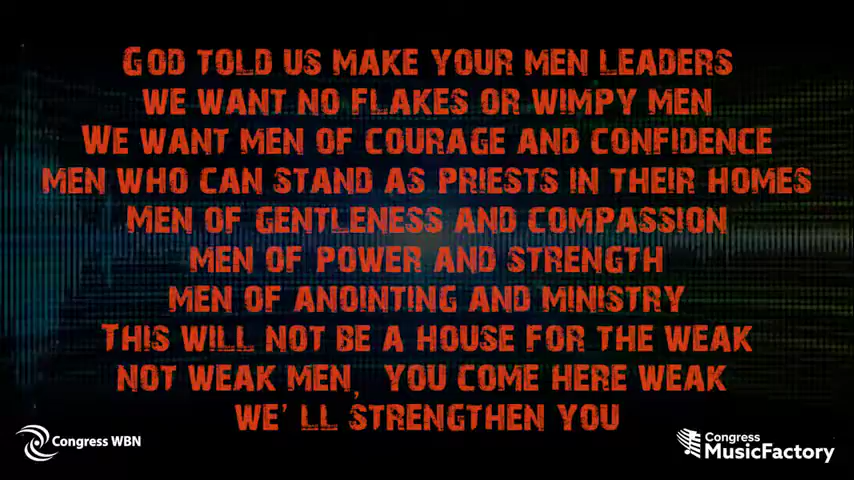 God told us make your men leaders
we want no flakes or wimpy men
We want men of courage and confidence
men who can stand as priests in their homes
Men of gentleness and compassion
men of power and strength
men of anointing and ministry
This will not be a house for the weak
not weak men, you come here weak
we'll strengthen you
Congress WBN
Congress
MusicFactory